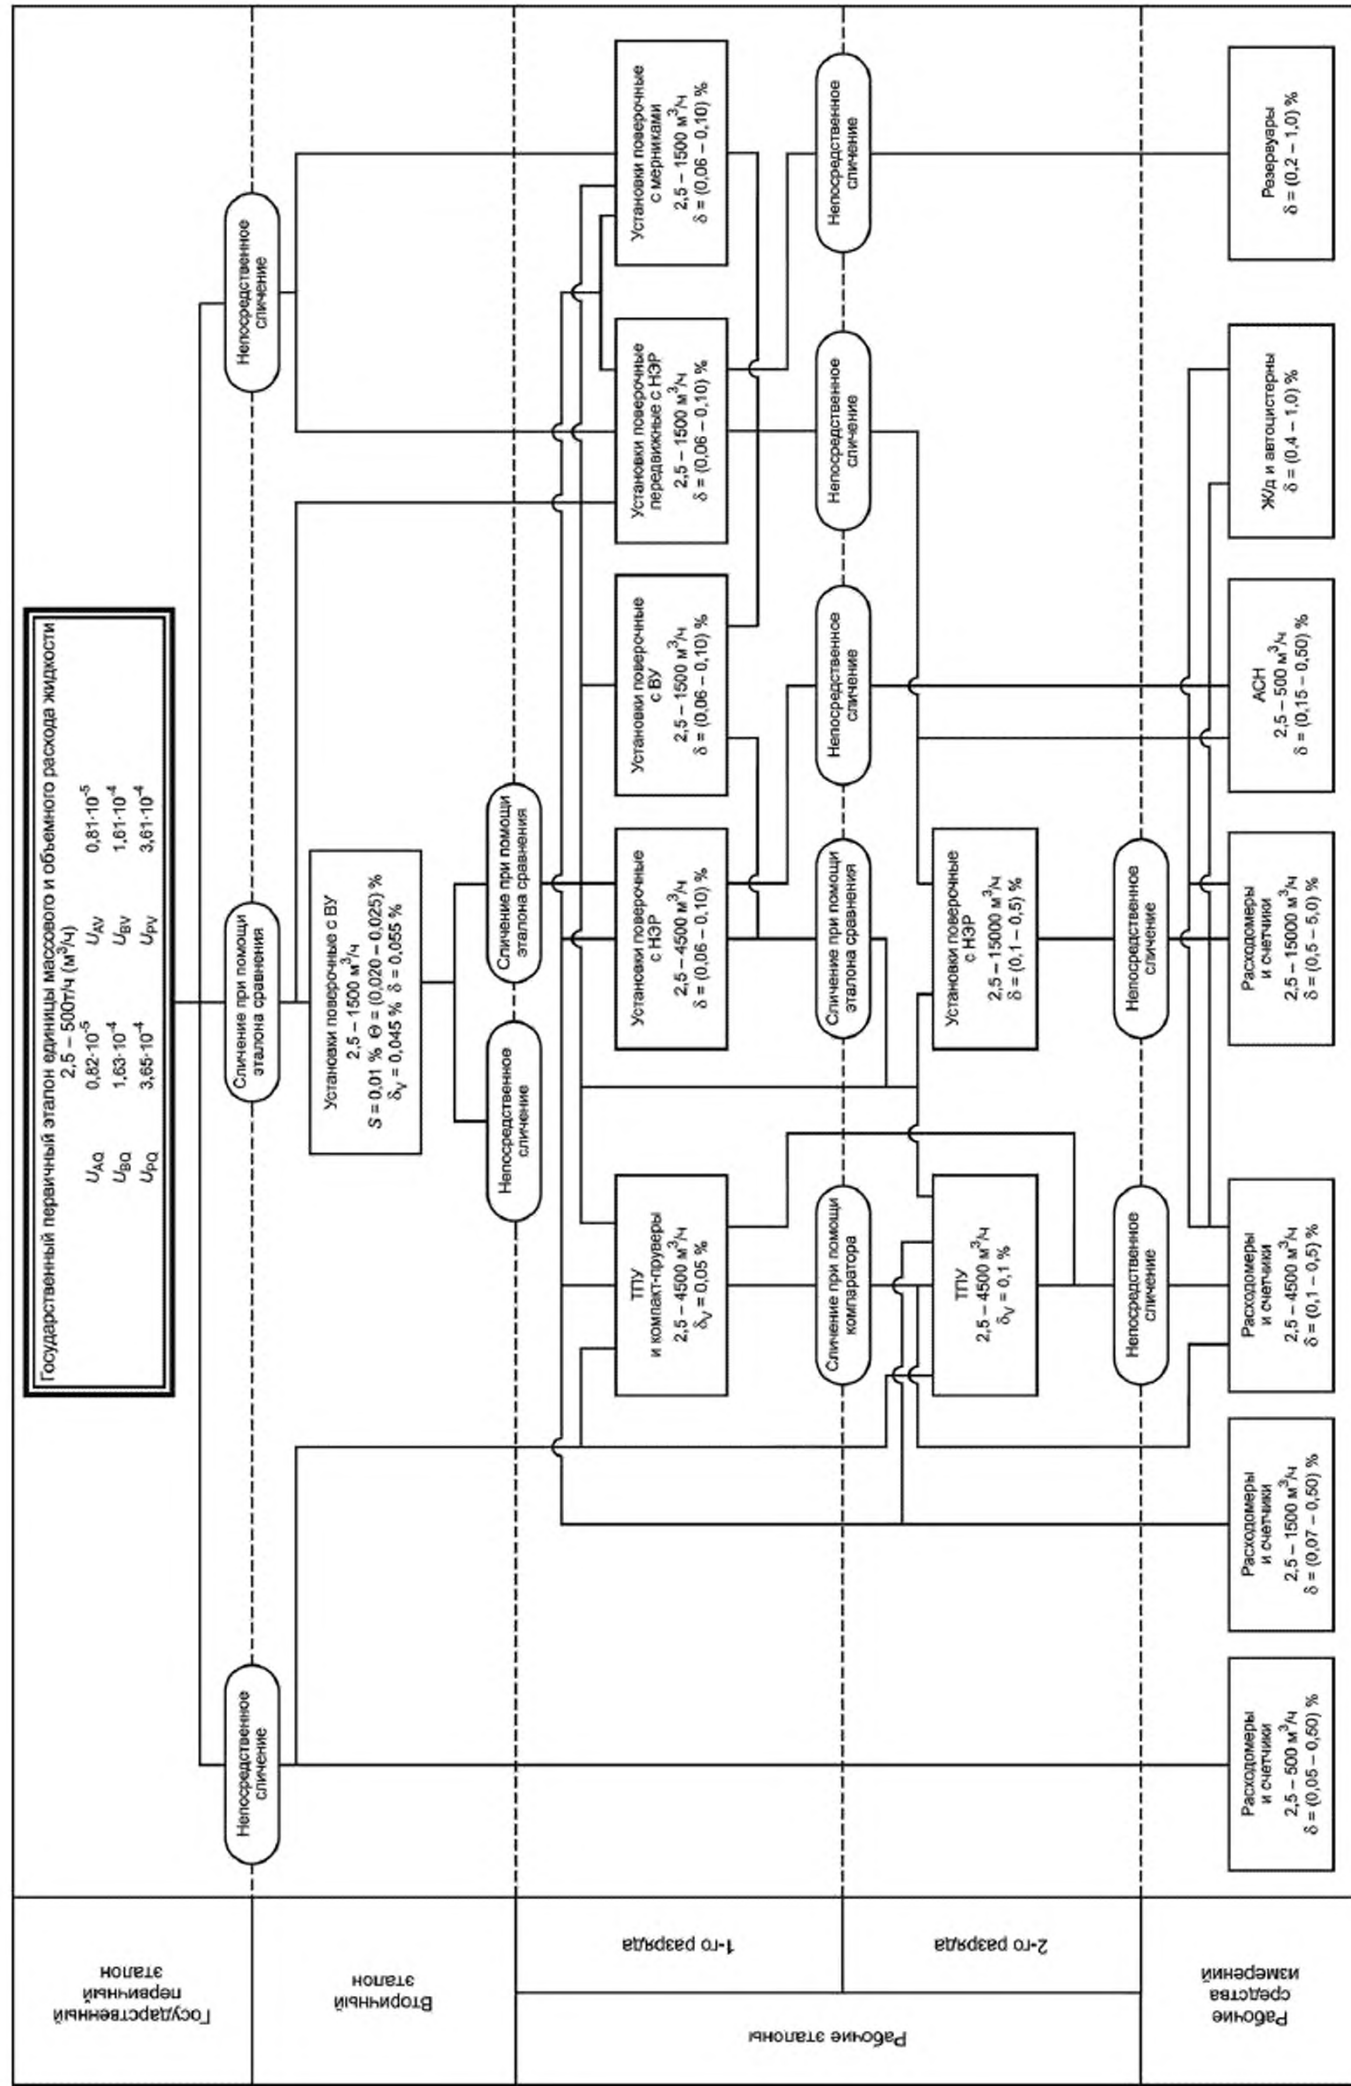 Государственный первичный эталон единицы массового и объемного расхода жидкости
2,5 – 500т/ч (м³/ч)
U_AQ 0,82·10⁻⁵ U_AV 0,81·10⁻⁵
U_BQ 1,63·10⁻⁴ U_BV 1,61·10⁻⁴
U_PQ 3,65·10⁻⁴ U_PV 3,61·10⁻⁴
Государственный
первичный
эталон
Непосредственное
сличение
Сличение при помощи
эталона сравнения
Непосредственное
сличение
Вторичный
эталон
Установки поверочные с ВУ
2,5 – 1500 м³/ч
S = 0,01 % Θ = (0,020 – 0,025) %
δ_V = 0,045 % δ = 0,055 %
Непосредственное
сличение
Сличение при помощи
эталона сравнения
Рабочие эталоны
1-го разряда
ТПУ
и компакт-пруверы
2,5 – 4500 м³/ч
δ_V = 0,05 %
Установки поверочные
с НЭР
2,5 – 4500 м³/ч
δ = (0,06 – 0,10) %
Установки поверочные
с ВУ
2,5 – 1500 м³/ч
δ = (0,06 – 0,10) %
Установки поверочные
передвижные с НЭР
2,5 – 1500 м³/ч
δ = (0,06 – 0,10) %
Установки поверочные
с мерниками
2,5 – 1500 м³/ч
δ = (0,06 – 0,10) %
Сличение при помощи
компаратора
Сличение при помощи
эталона сравнения
Непосредственное
сличение
Непосредственное
сличение
Непосредственное
сличение
2-го разряда
ТПУ
2,5 – 4500 м³/ч
δ_V = 0,1 %
Установки поверочные
с НЭР
2,5 – 15000 м³/ч
δ = (0,1 – 0,5) %
Непосредственное
сличение
Непосредственное
сличение
Рабочие
средства
измерений
Расходомеры
и счетчики
2,5 – 500 м³/ч
δ = (0,05 – 0,50) %
Расходомеры
и счетчики
2,5 – 1500 м³/ч
δ = (0,07 – 0,50) %
Расходомеры
и счетчики
2,5 – 4500 м³/ч
δ = (0,1 – 0,5) %
Расходомеры
и счетчики
2,5 – 15000 м³/ч
δ = (0,5 – 5,0) %
АСН
2,5 – 500 м³/ч
δ = (0,15 – 0,50) %
Ж/д и автоцистерны
δ = (0,4 – 1,0) %
Резервуары
δ = (0,2 – 1,0) %